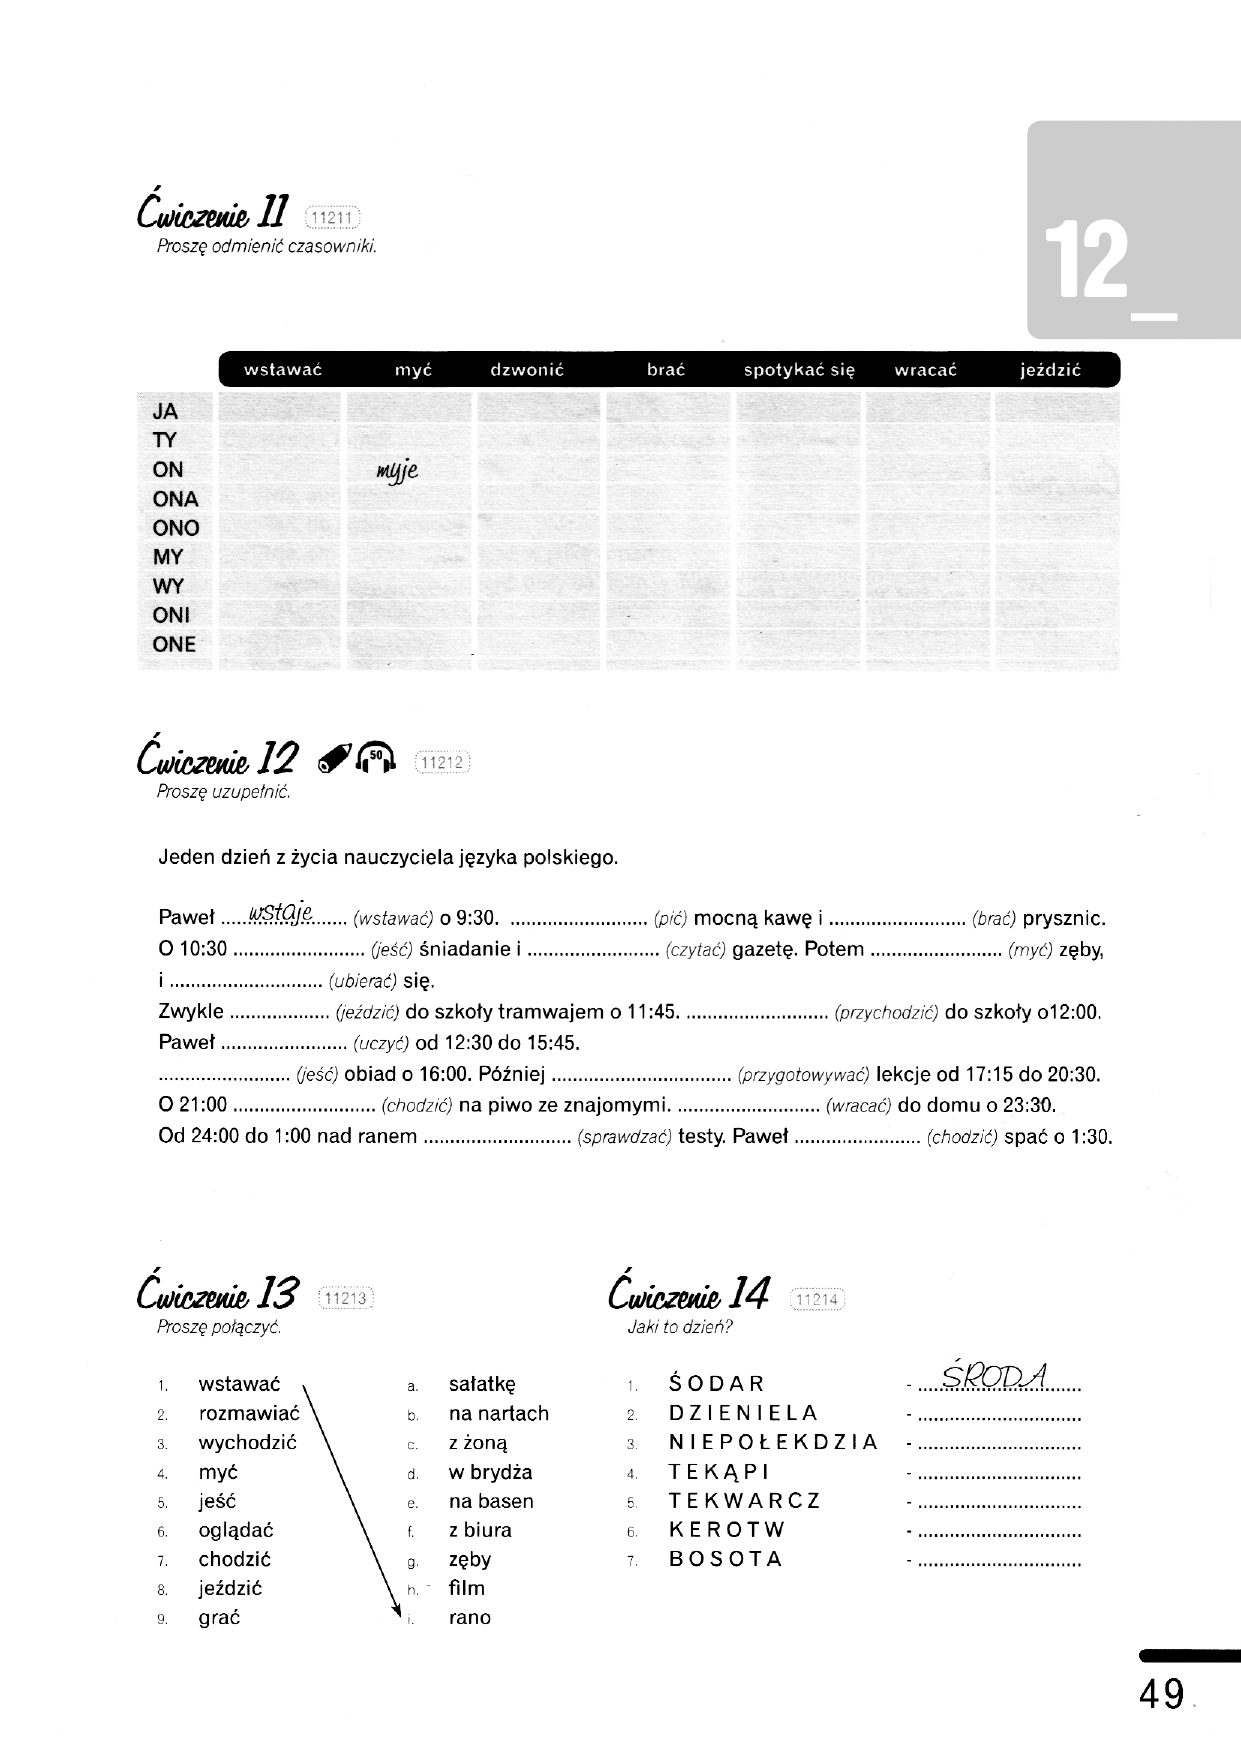 12_
Ćwiczenie 11 11211
Proszę odmienić czasowniki.
wstawać myć dzwonić brać spotykać się wracać jeździć
JA
TY
ON myje
ONA
ONO
MY
WY
ONI
ONE
Ćwiczenie 12 50 11212
Proszę uzupełnić.
Jeden dzień z życia nauczyciela języka polskiego.
Paweł .....wstaje....... (wstawać) o 9:30. .......................... (pić) mocną kawę i .......................... (brać) prysznic.
O 10:30 ......................... (jeść) śniadanie i ......................... (czytać) gazetę. Potem ......................... (myć) zęby,
i ............................. (ubierać) się.
Zwykle ................... (jeździć) do szkoły tramwajem o 11:45. ........................... (przychodzić) do szkoły o12:00.
Paweł ........................ (uczyć) od 12:30 do 15:45.
......................... (jeść) obiad o 16:00. Później .................................. (przygotowywać) lekcje od 17:15 do 20:30.
O 21:00 ........................... (chodzić) na piwo ze znajomymi. ........................... (wracać) do domu o 23:30.
Od 24:00 do 1:00 nad ranem ............................ (sprawdzać) testy. Paweł ........................ (chodzić) spać o 1:30.
Ćwiczenie 13 11213
Proszę połączyć.
1. wstawać a. sałatkę
2. rozmawiać b. na nartach
3. wychodzić c. z żoną
4. myć d. w brydża
5. jeść e. na basen
6. oglądać f. z biura
7. chodzić g. zęby
8. jeździć h. film
9. grać i. rano
Ćwiczenie 14 11214
Jaki to dzień?
1. ŚODAR - .....ŚRODA.......
2. DZIENIELA - ...............................
3. NIEPOŁEKDZIA - ...............................
4. TEKĄPI - ...............................
5. TEKWARCZ - ...............................
6. KEROTW - ...............................
7. BOSOTA - ...............................
49